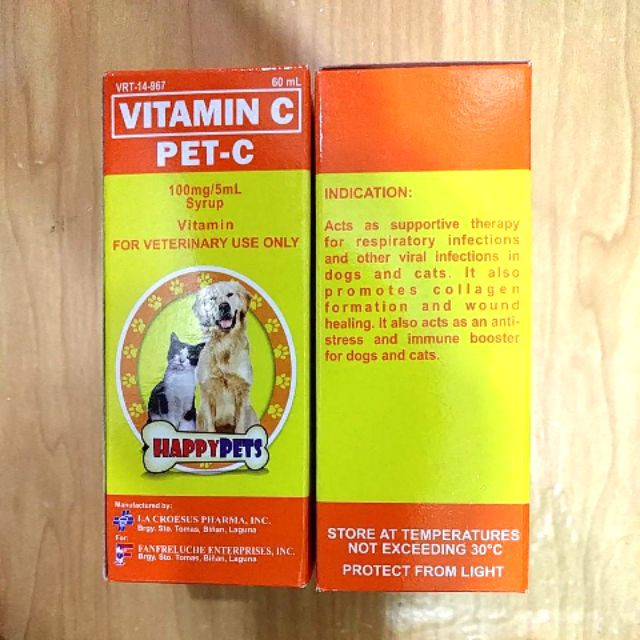 VRT-14-867
60 mL
VITAMIN C
PET-C
100mg/5mL
Syrup
Vitamin
FOR VETERINARY USE ONLY
HAPPYPETS
Manufactured by:
LA CROESUS PHARMA, INC.
Brgy. Sto. Tomas, Biñan, Laguna
For:
FANFRELUCHE ENTERPRISES, INC.
Brgy. Sto. Tomas, Biñan, Laguna
INDICATION:
Acts as supportive therapy
for respiratory infections
and other viral infections in
dogs and cats. It also
promotes collagen
formation and wound
healing. It also acts as an anti-
stress and immune booster
for dogs and cats.
STORE AT TEMPERATURES
NOT EXCEEDING 30°C
PROTECT FROM LIGHT